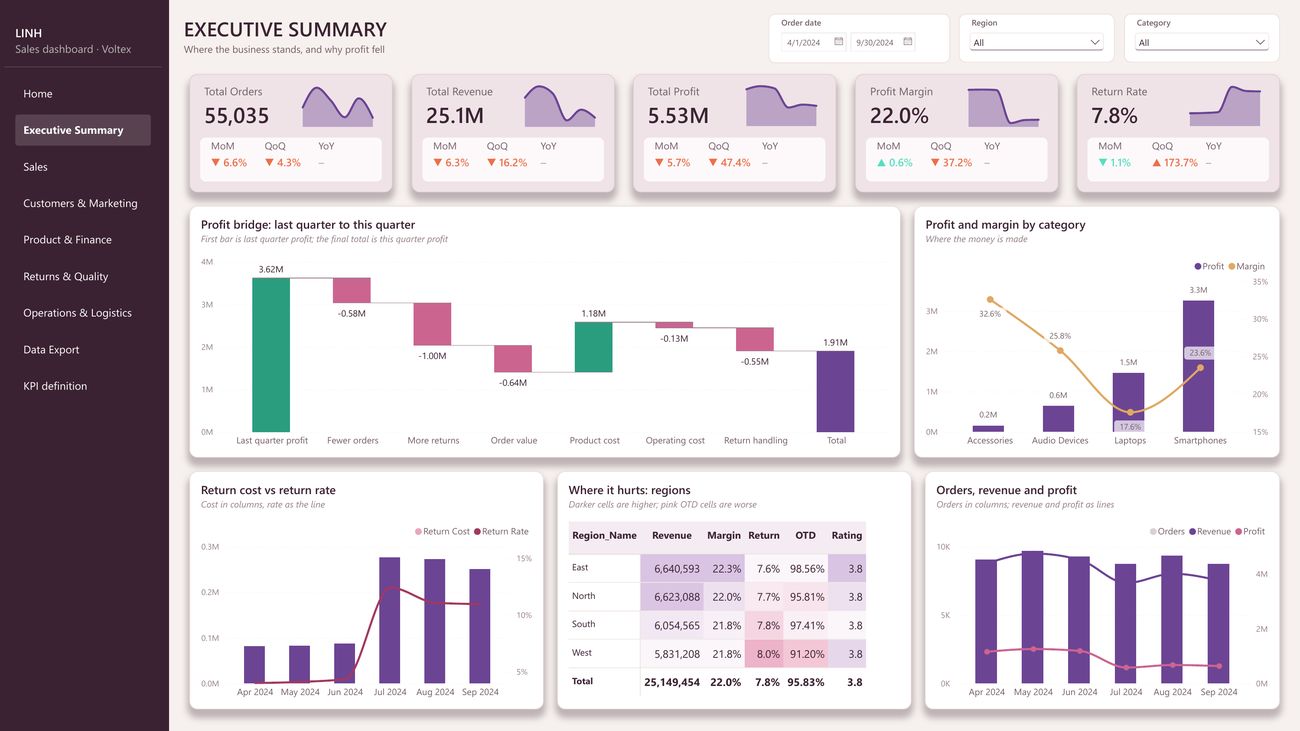 LINH
Sales dashboard · Voltex
Home
Executive Summary
Sales
Customers & Marketing
Product & Finance
Returns & Quality
Operations & Logistics
Data Export
KPI definition
EXECUTIVE SUMMARY
Where the business stands, and why profit fell
Order date
4/1/2024 9/30/2024
Region
All
Category
All
Total Orders
55,035
MoM QoQ YoY
▼ 6.6% ▼ 4.3% –
Total Revenue
25.1M
MoM QoQ YoY
▼ 6.3% ▼ 16.2% –
Total Profit
5.53M
MoM QoQ YoY
▼ 5.7% ▼ 47.4% –
Profit Margin
22.0%
MoM QoQ YoY
▲ 0.6% ▼ 37.2% –
Return Rate
7.8%
MoM QoQ YoY
▼ 1.1% ▲ 173.7% –
Profit bridge: last quarter to this quarter
First bar is last quarter profit; the final total is this quarter profit
4M
3M
2M
1M
0M
3.62M
-0.58M
-1.00M
-0.64M
1.18M
-0.13M
-0.55M
1.91M
Last quarter profit Fewer orders More returns Order value Product cost Operating cost Return handling Total
Profit and margin by category
Where the money is made
Profit Margin
3M
2M
1M
0M
35%
30%
25%
20%
15%
32.6%
25.8%
17.6%
23.6%
0.2M
0.6M
1.5M
3.3M
Accessories Audio Devices Laptops Smartphones
Return cost vs return rate
Cost in columns, rate as the line
Return Cost Return Rate
0.3M
0.2M
0.1M
0.0M
15%
10%
5%
Apr 2024 May 2024 Jun 2024 Jul 2024 Aug 2024 Sep 2024
Where it hurts: regions
Darker cells are higher; pink OTD cells are worse
Region_Name Revenue Margin Return OTD Rating
East 6,640,593 22.3% 7.6% 98.56% 3.8
North 6,623,088 22.0% 7.7% 95.81% 3.8
South 6,054,565 21.8% 7.8% 97.41% 3.8
West 5,831,208 21.8% 8.0% 91.20% 3.8
Total 25,149,454 22.0% 7.8% 95.83% 3.8
Orders, revenue and profit
Orders in columns; revenue and profit as lines
Orders Revenue Profit
10K
5K
0K
4M
2M
0M
Apr 2024 May 2024 Jun 2024 Jul 2024 Aug 2024 Sep 2024